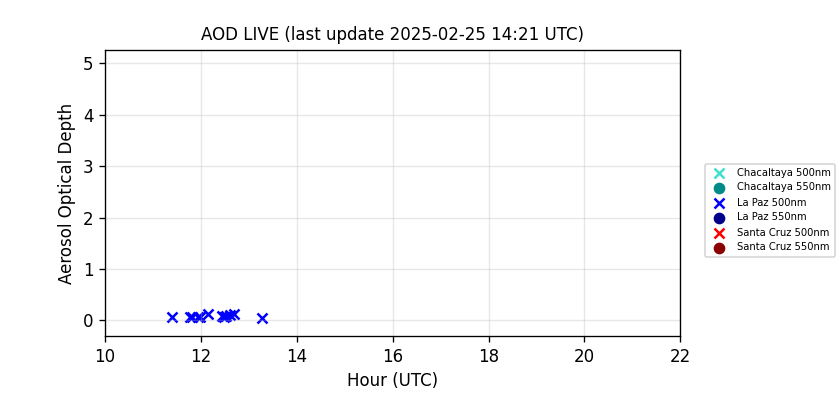 AOD LIVE (last update 2025-02-25 14:21 UTC)
5
4
3
2
1
0
Aerosol Optical Depth
10 12 14 16 18 20 22
Hour (UTC)
Chacaltaya 500nm
Chacaltaya 550nm
La Paz 500nm
La Paz 550nm
Santa Cruz 500nm
Santa Cruz 550nm